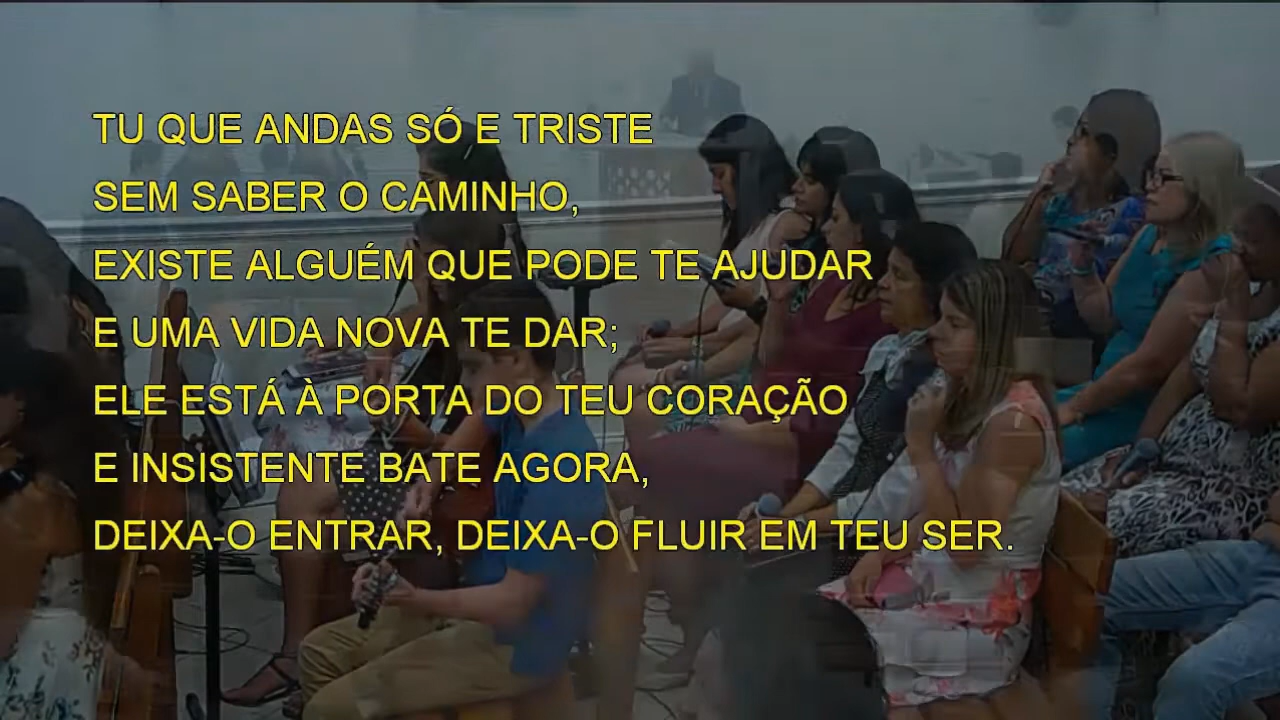 TU QUE ANDAS SÓ E TRISTE
SEM SABER O CAMINHO,
EXISTE ALGUÉM QUE PODE TE AJUDAR
E UMA VIDA NOVA TE DAR;
ELE ESTÁ À PORTA DO TEU CORAÇÃO
E INSISTENTE BATE AGORA,
DEIXA-O ENTRAR, DEIXA-O FLUIR EM TEU SER.